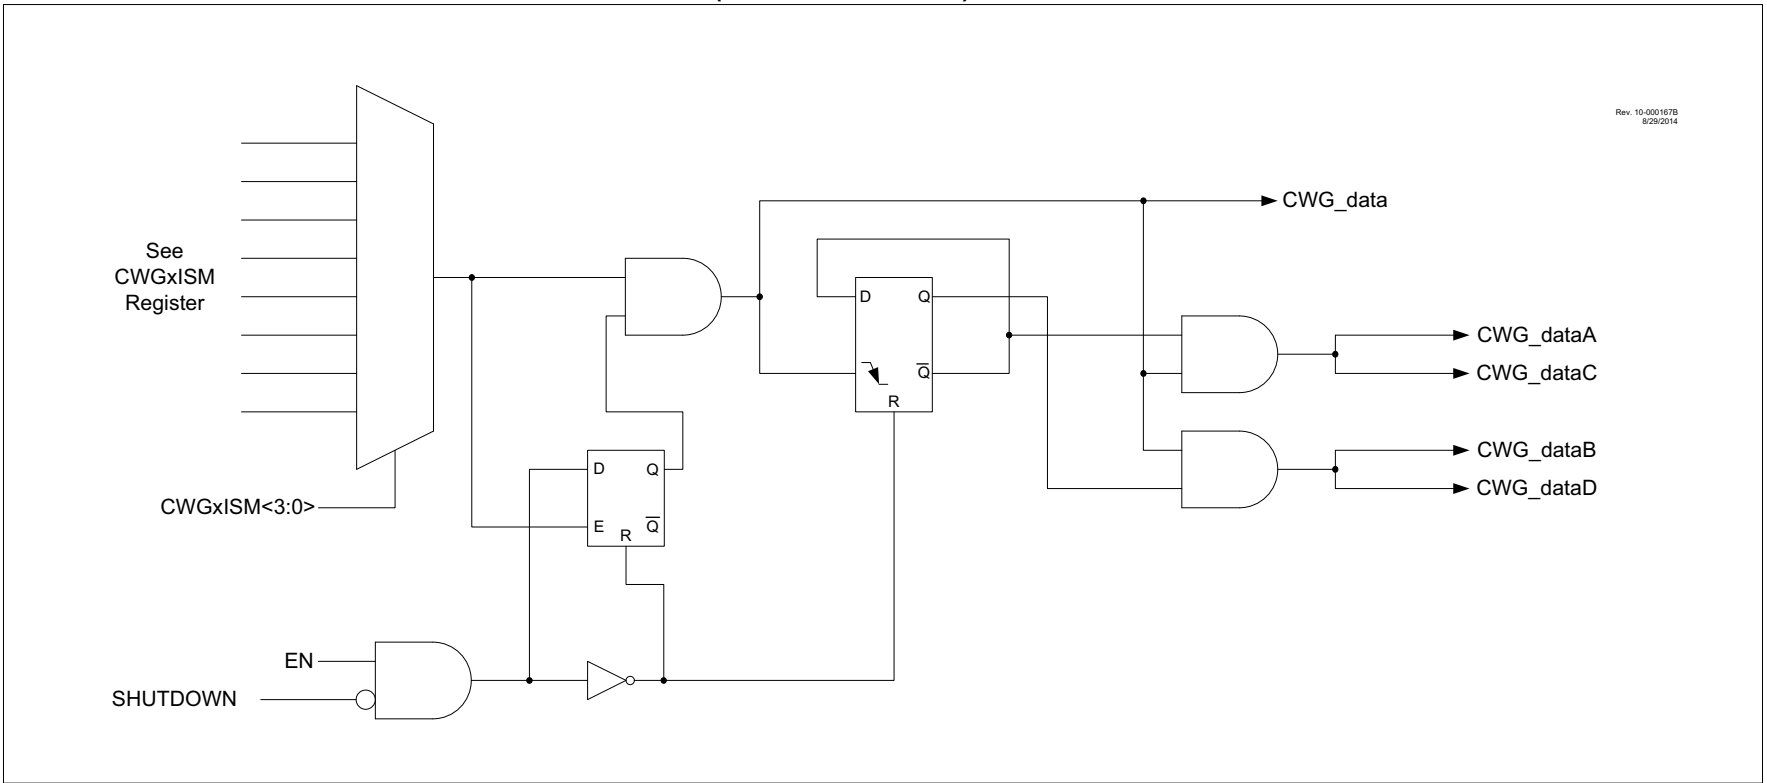 Rev. 10-000167B
8/29/2014
See
CWGxISM
Register
CWGxISM<3:0>
EN
SHUTDOWN
D
Q
E
R
Q̅
D
Q
Q̅
R
CWG_data
CWG_dataA
CWG_dataC
CWG_dataB
CWG_dataD